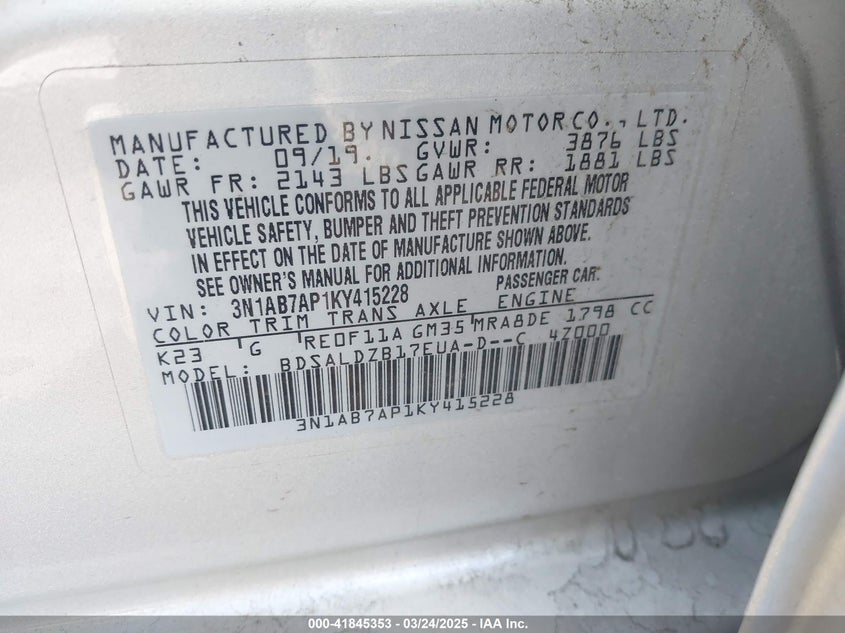 MANUFACTURED BY NISSAN MOTOR CO., LTD.
DATE: 09/19. GVWR: 3876 LBS
GAWR FR: 2143 LBS GAWR RR: 1881 LBS
THIS VEHICLE CONFORMS TO ALL APPLICABLE FEDERAL MOTOR
VEHICLE SAFETY, BUMPER AND THEFT PREVENTION STANDARDS
IN EFFECT ON THE DATE OF MANUFACTURE SHOWN ABOVE.
SEE OWNER'S MANUAL FOR ADDITIONAL INFORMATION.
VIN: 3N1AB7AP1KY415228 PASSENGER CAR.
COLOR TRIM TRANS AXLE ENGINE
K23 G RE0F11A GM35 MRA8DE 1798 CC
MODEL: BDSALDZB17EUA-D--C 4Z000
3N1AB7AP1KY415228
000-41845353 - 03/24/2025 - IAA Inc.